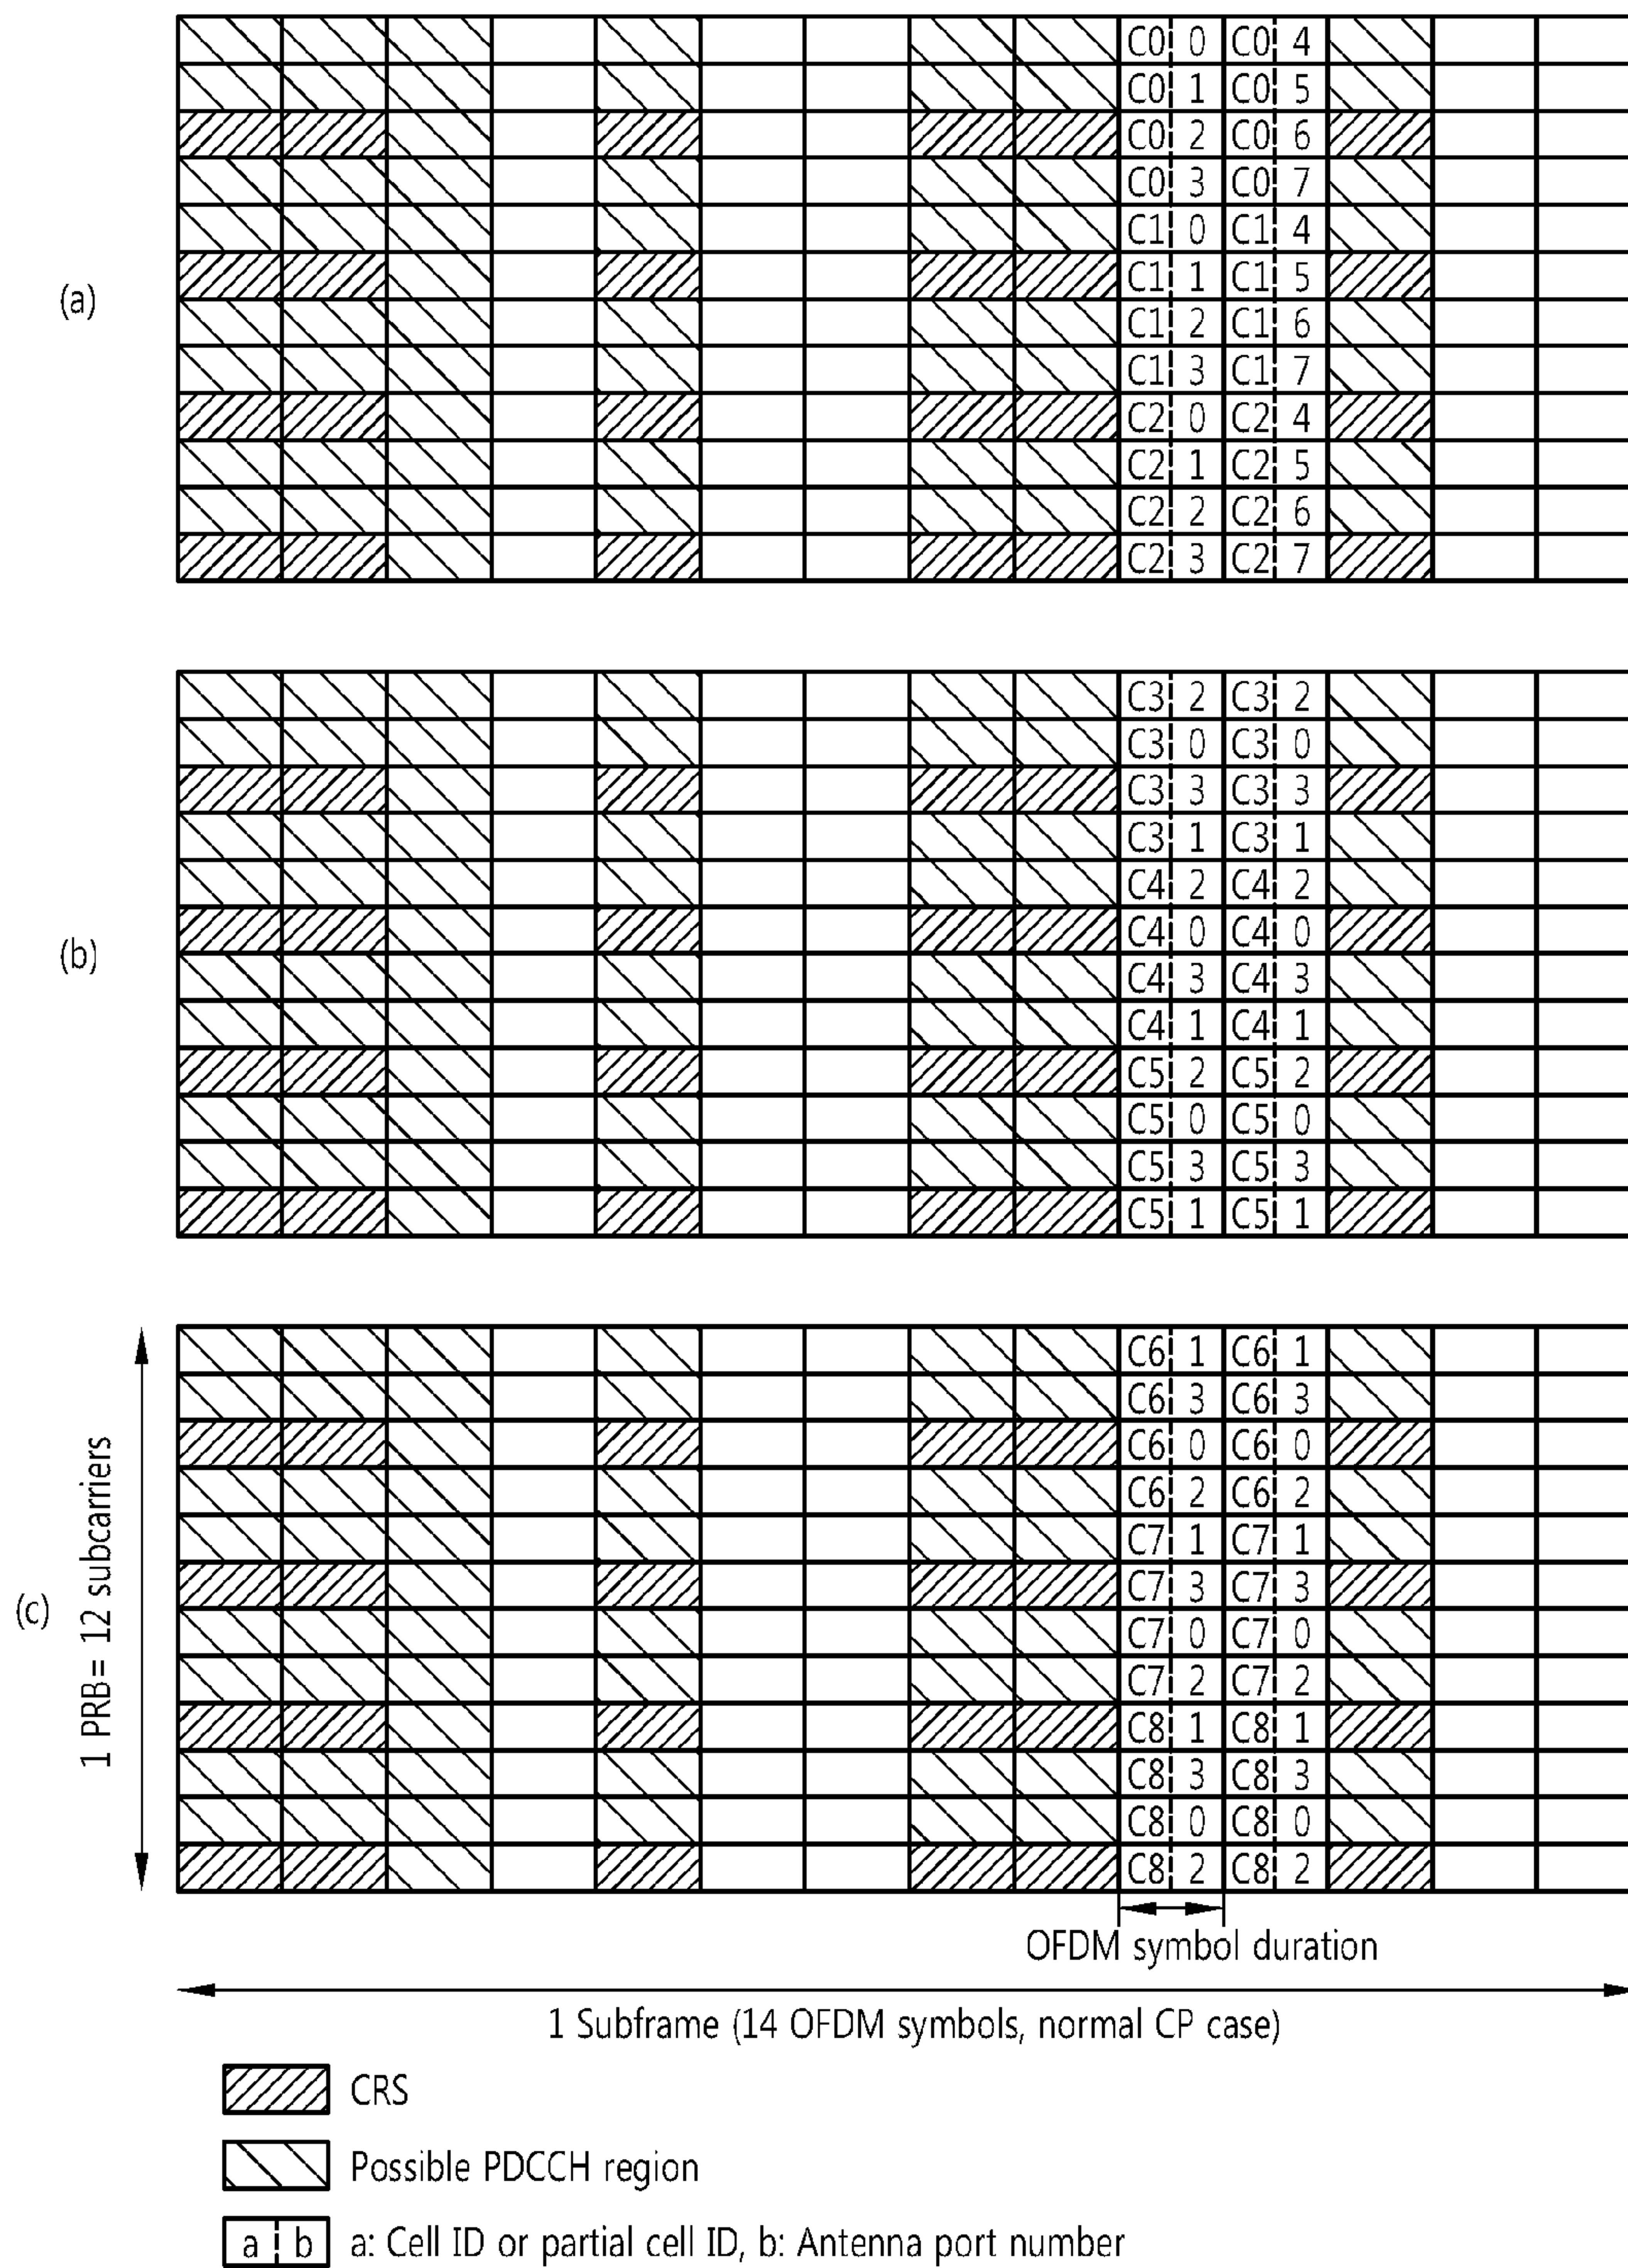 C0 0 C0 4
C0 1 C0 5
C0 2 C0 6
C0 3 C0 7
C1 0 C1 4
(a)
C1 1 C1 5
C1 2 C1 6
C1 3 C1 7
C2 0 C2 4
C2 1 C2 5
C2 2 C2 6
C2 3 C2 7
C3 2 C3 2
C3 0 C3 0
C3 3 C3 3
C3 1 C3 1
C4 2 C4 2
C4 0 C4 0
(b)
C4 3 C4 3
C4 1 C4 1
C5 2 C5 2
C5 0 C5 0
C5 3 C5 3
C5 1 C5 1
C6 1 C6 1
C6 3 C6 3
C6 0 C6 0
C6 2 C6 2
C7 1 C7 1
C7 3 C7 3
(c)
1 PRB= 12 subcarriers
C7 0 C7 0
C7 2 C7 2
C8 1 C8 1
C8 3 C8 3
C8 0 C8 0
C8 2 C8 2
OFDM symbol duration
1 Subframe (14 OFDM symbols, normal CP case)
CRS
Possible PDCCH region
a b a: Cell ID or partial cell ID, b: Antenna port number